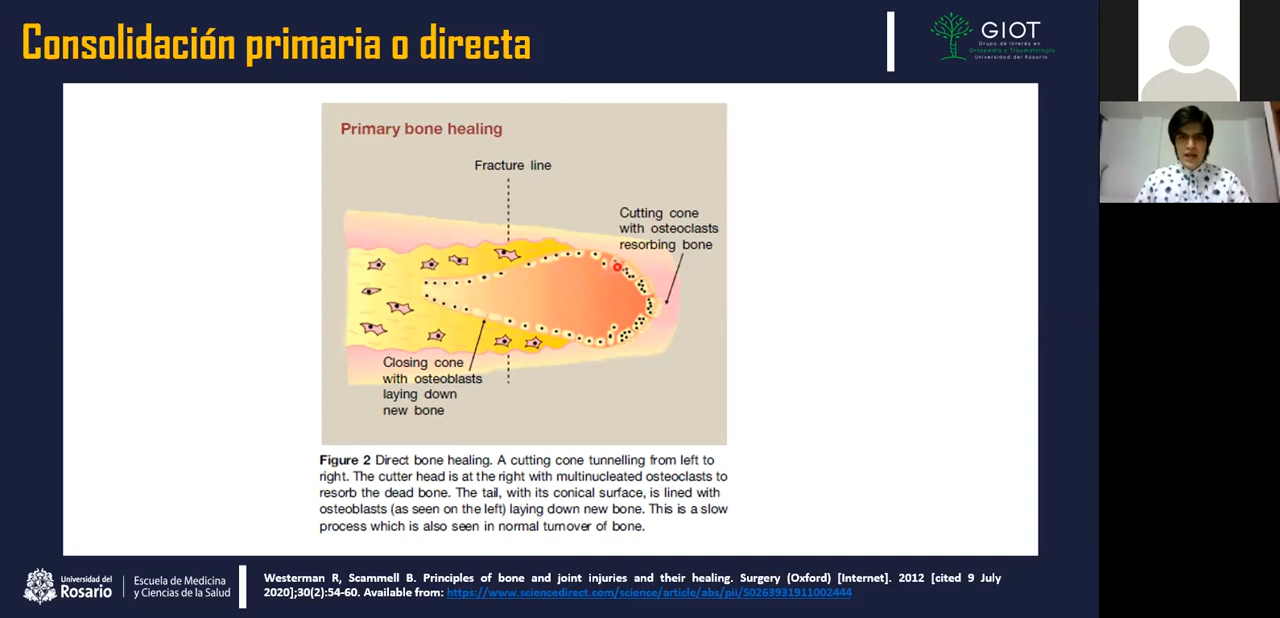 Consolidación primaria o directa
GIOT
Grupo de Interés en
Ortopedia y Traumatología
Universidad del Rosario
Primary bone healing
Fracture line
Cutting cone
with osteoclasts
resorbing bone
Closing cone
with osteoblasts
laying down
new bone
Figure 2 Direct bone healing. A cutting cone tunnelling from left to
right. The cutter head is at the right with multinucleated osteoclasts to
resorb the dead bone. The tail, with its conical surface, is lined with
osteoblasts (as seen on the left) laying down new bone. This is a slow
process which is also seen in normal turnover of bone.
Universidad del
Rosario
Escuela de Medicina
y Ciencias de la Salud
Westerman R, Scammell B. Principles of bone and joint injuries and their healing. Surgery (Oxford) [Internet]. 2012 [cited 9 July
2020];30(2):54-60. Available from: https://www.sciencedirect.com/science/article/abs/pii/S0263931911002444